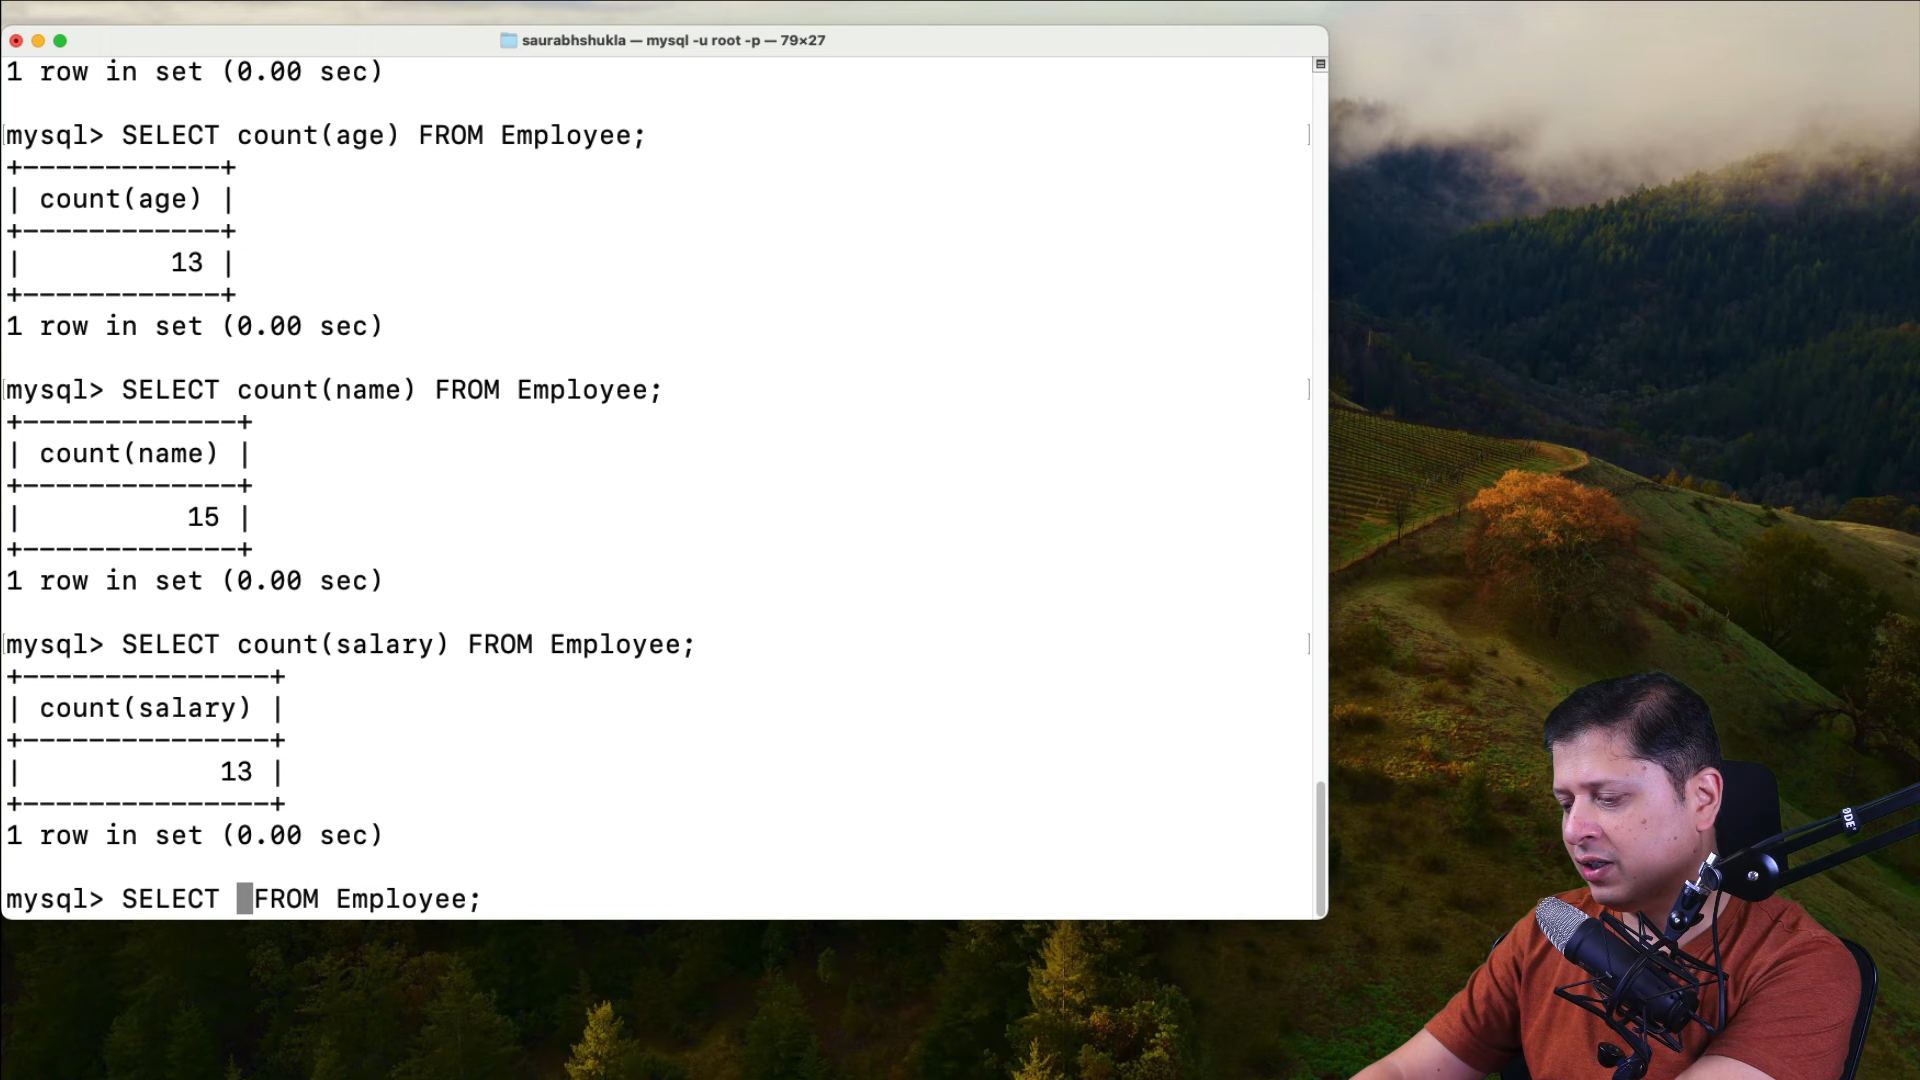 saurabhshukla — mysql -u root -p — 79×27
1 row in set (0.00 sec)
mysql> SELECT count(age) FROM Employee;
+------------+
| count(age) |
+------------+
|         13 |
+------------+
1 row in set (0.00 sec)
mysql> SELECT count(name) FROM Employee;
+-------------+
| count(name) |
+-------------+
|          15 |
+-------------+
1 row in set (0.00 sec)
mysql> SELECT count(salary) FROM Employee;
+---------------+
| count(salary) |
+---------------+
|            13 |
+---------------+
1 row in set (0.00 sec)
mysql> SELECT FROM Employee;